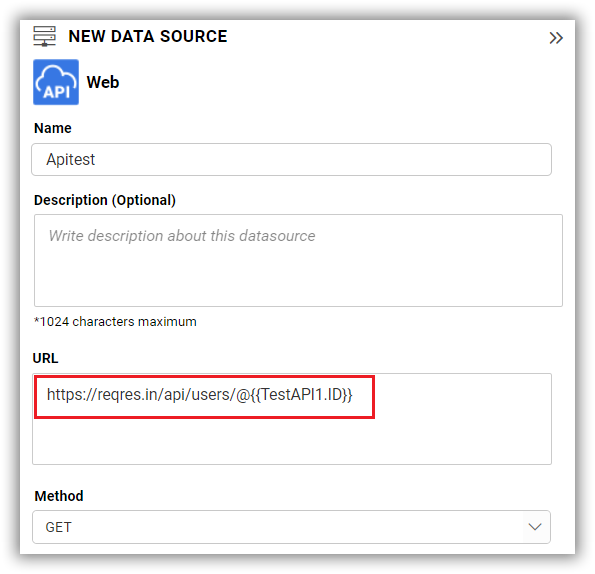 NEW DATA SOURCE
API
Web
Name
Apitest
Description (Optional)
Write description about this datasource
*1024 characters maximum
URL
https://reqres.in/api/users/@{{TestAPI1.ID}}
Method
GET